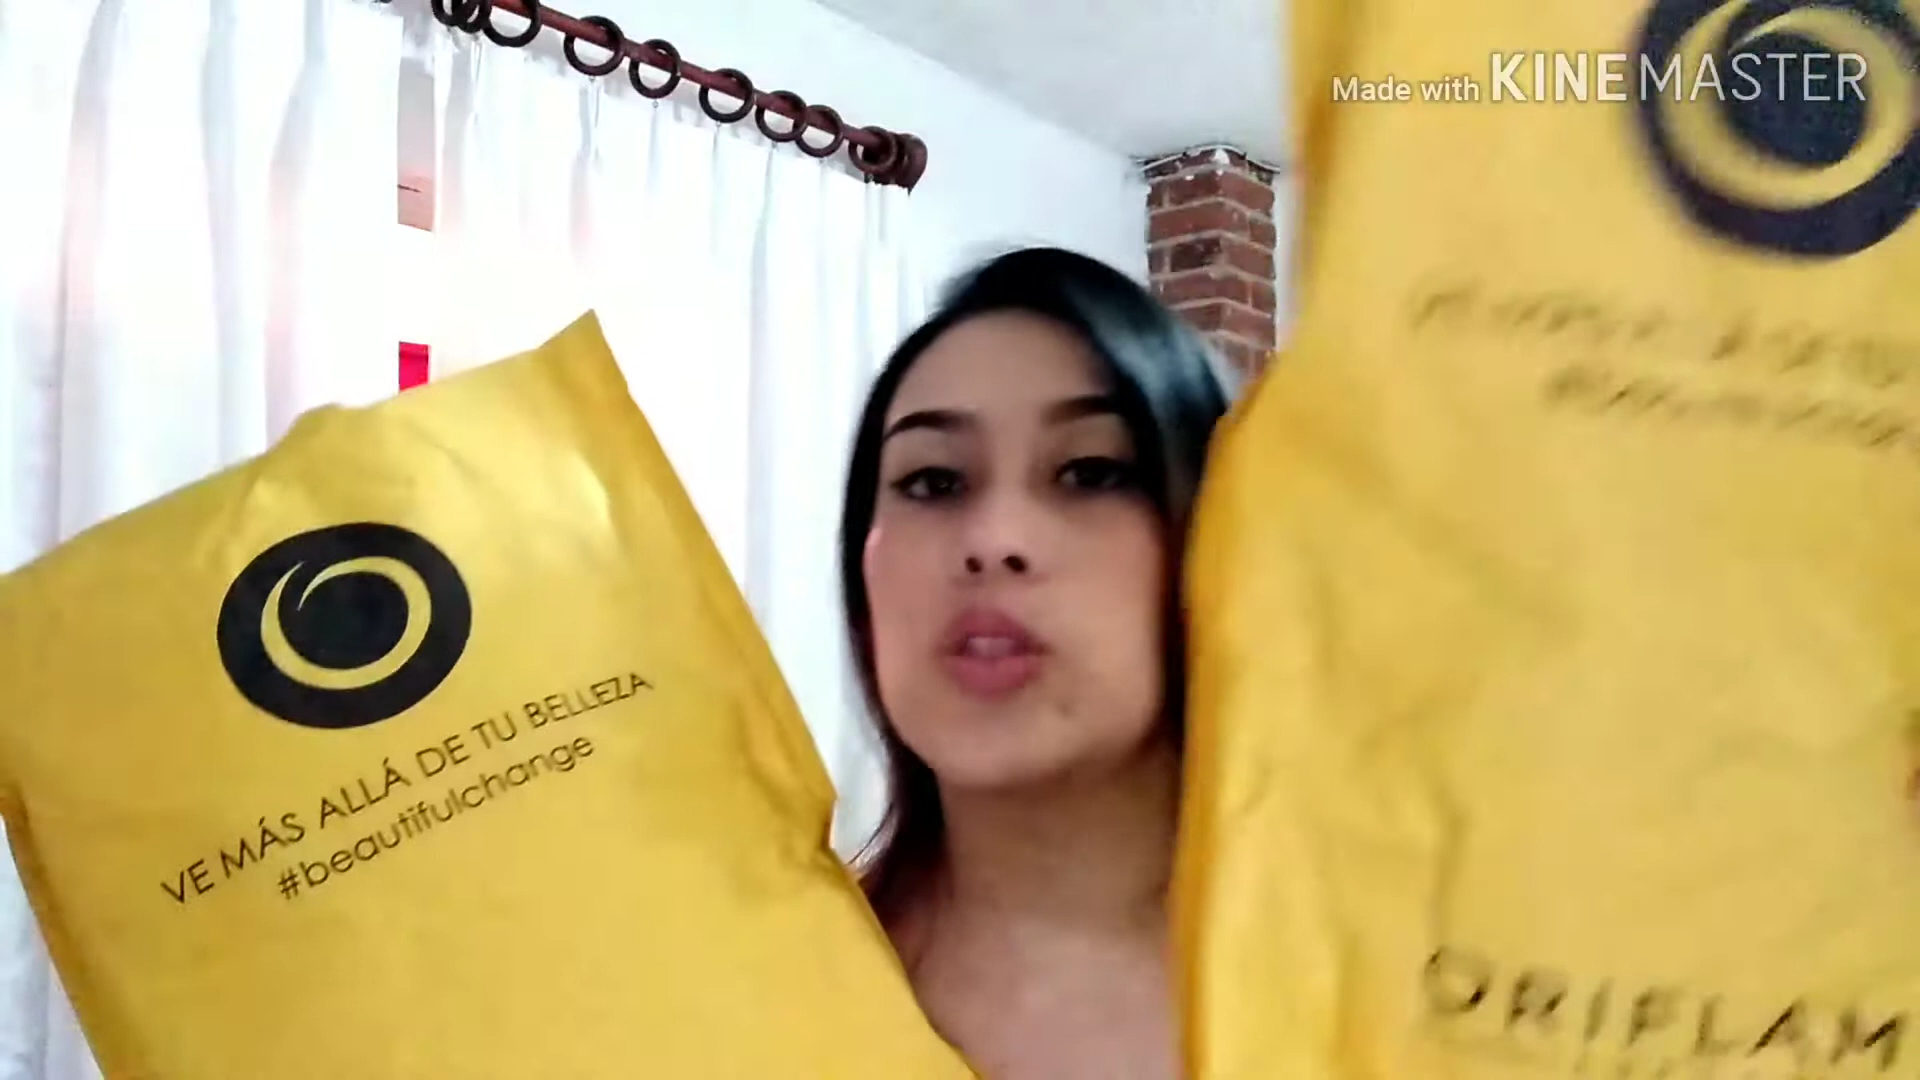 Made with KINEMASTER
VE MÁS ALLÁ DE TU BELLEZA
#beautifulchange
ORIFLAM